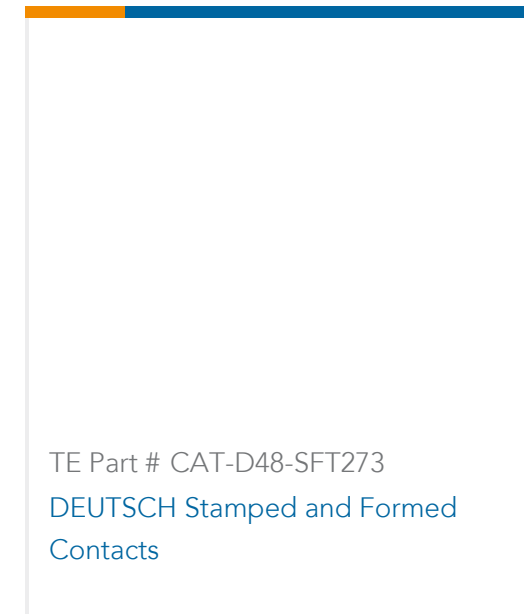 TE Part # CAT-D48-SFT273
DEUTSCH Stamped and Formed
Contacts